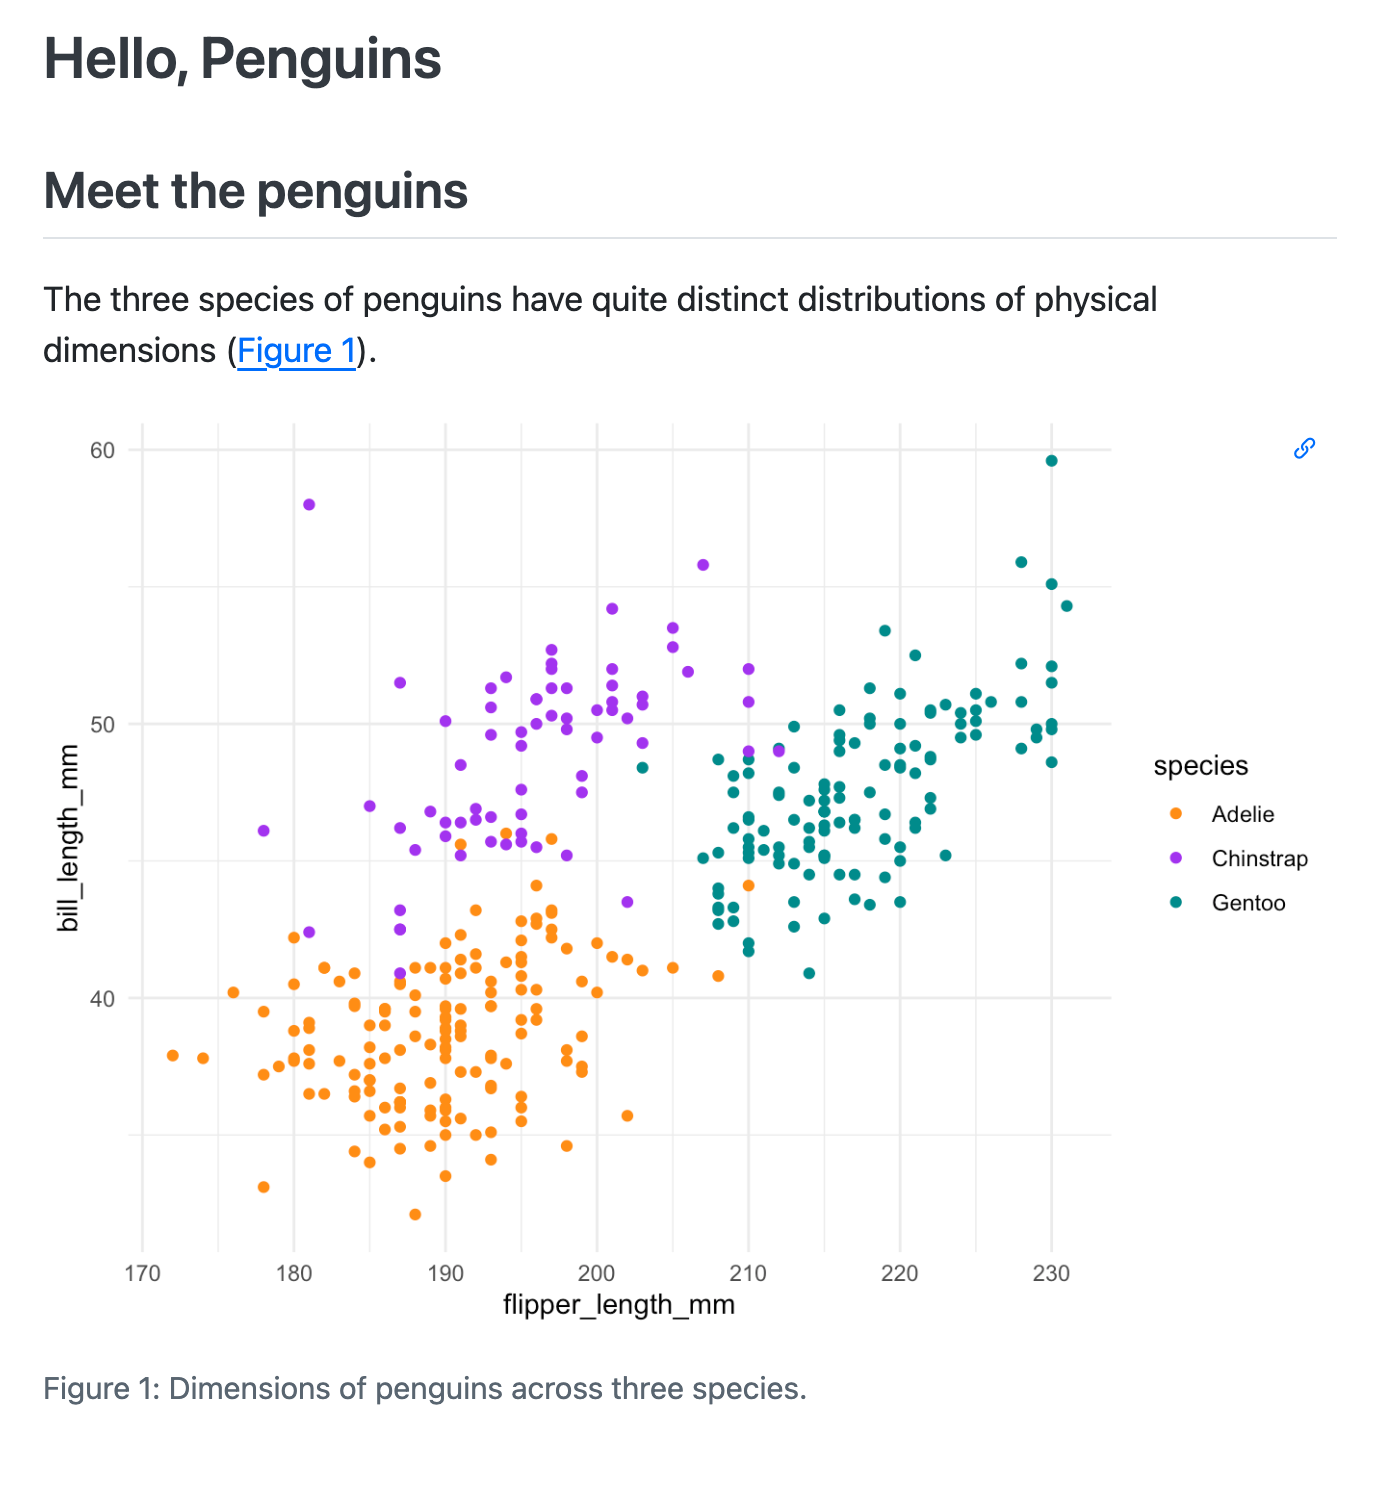 Hello, Penguins
Meet the penguins
The three species of penguins have quite distinct distributions of physical
dimensions (Figure 1).
60
50
40
bill_length_mm
170 180 190 200 210 220 230
flipper_length_mm
species
Adelie
Chinstrap
Gentoo
Figure 1: Dimensions of penguins across three species.